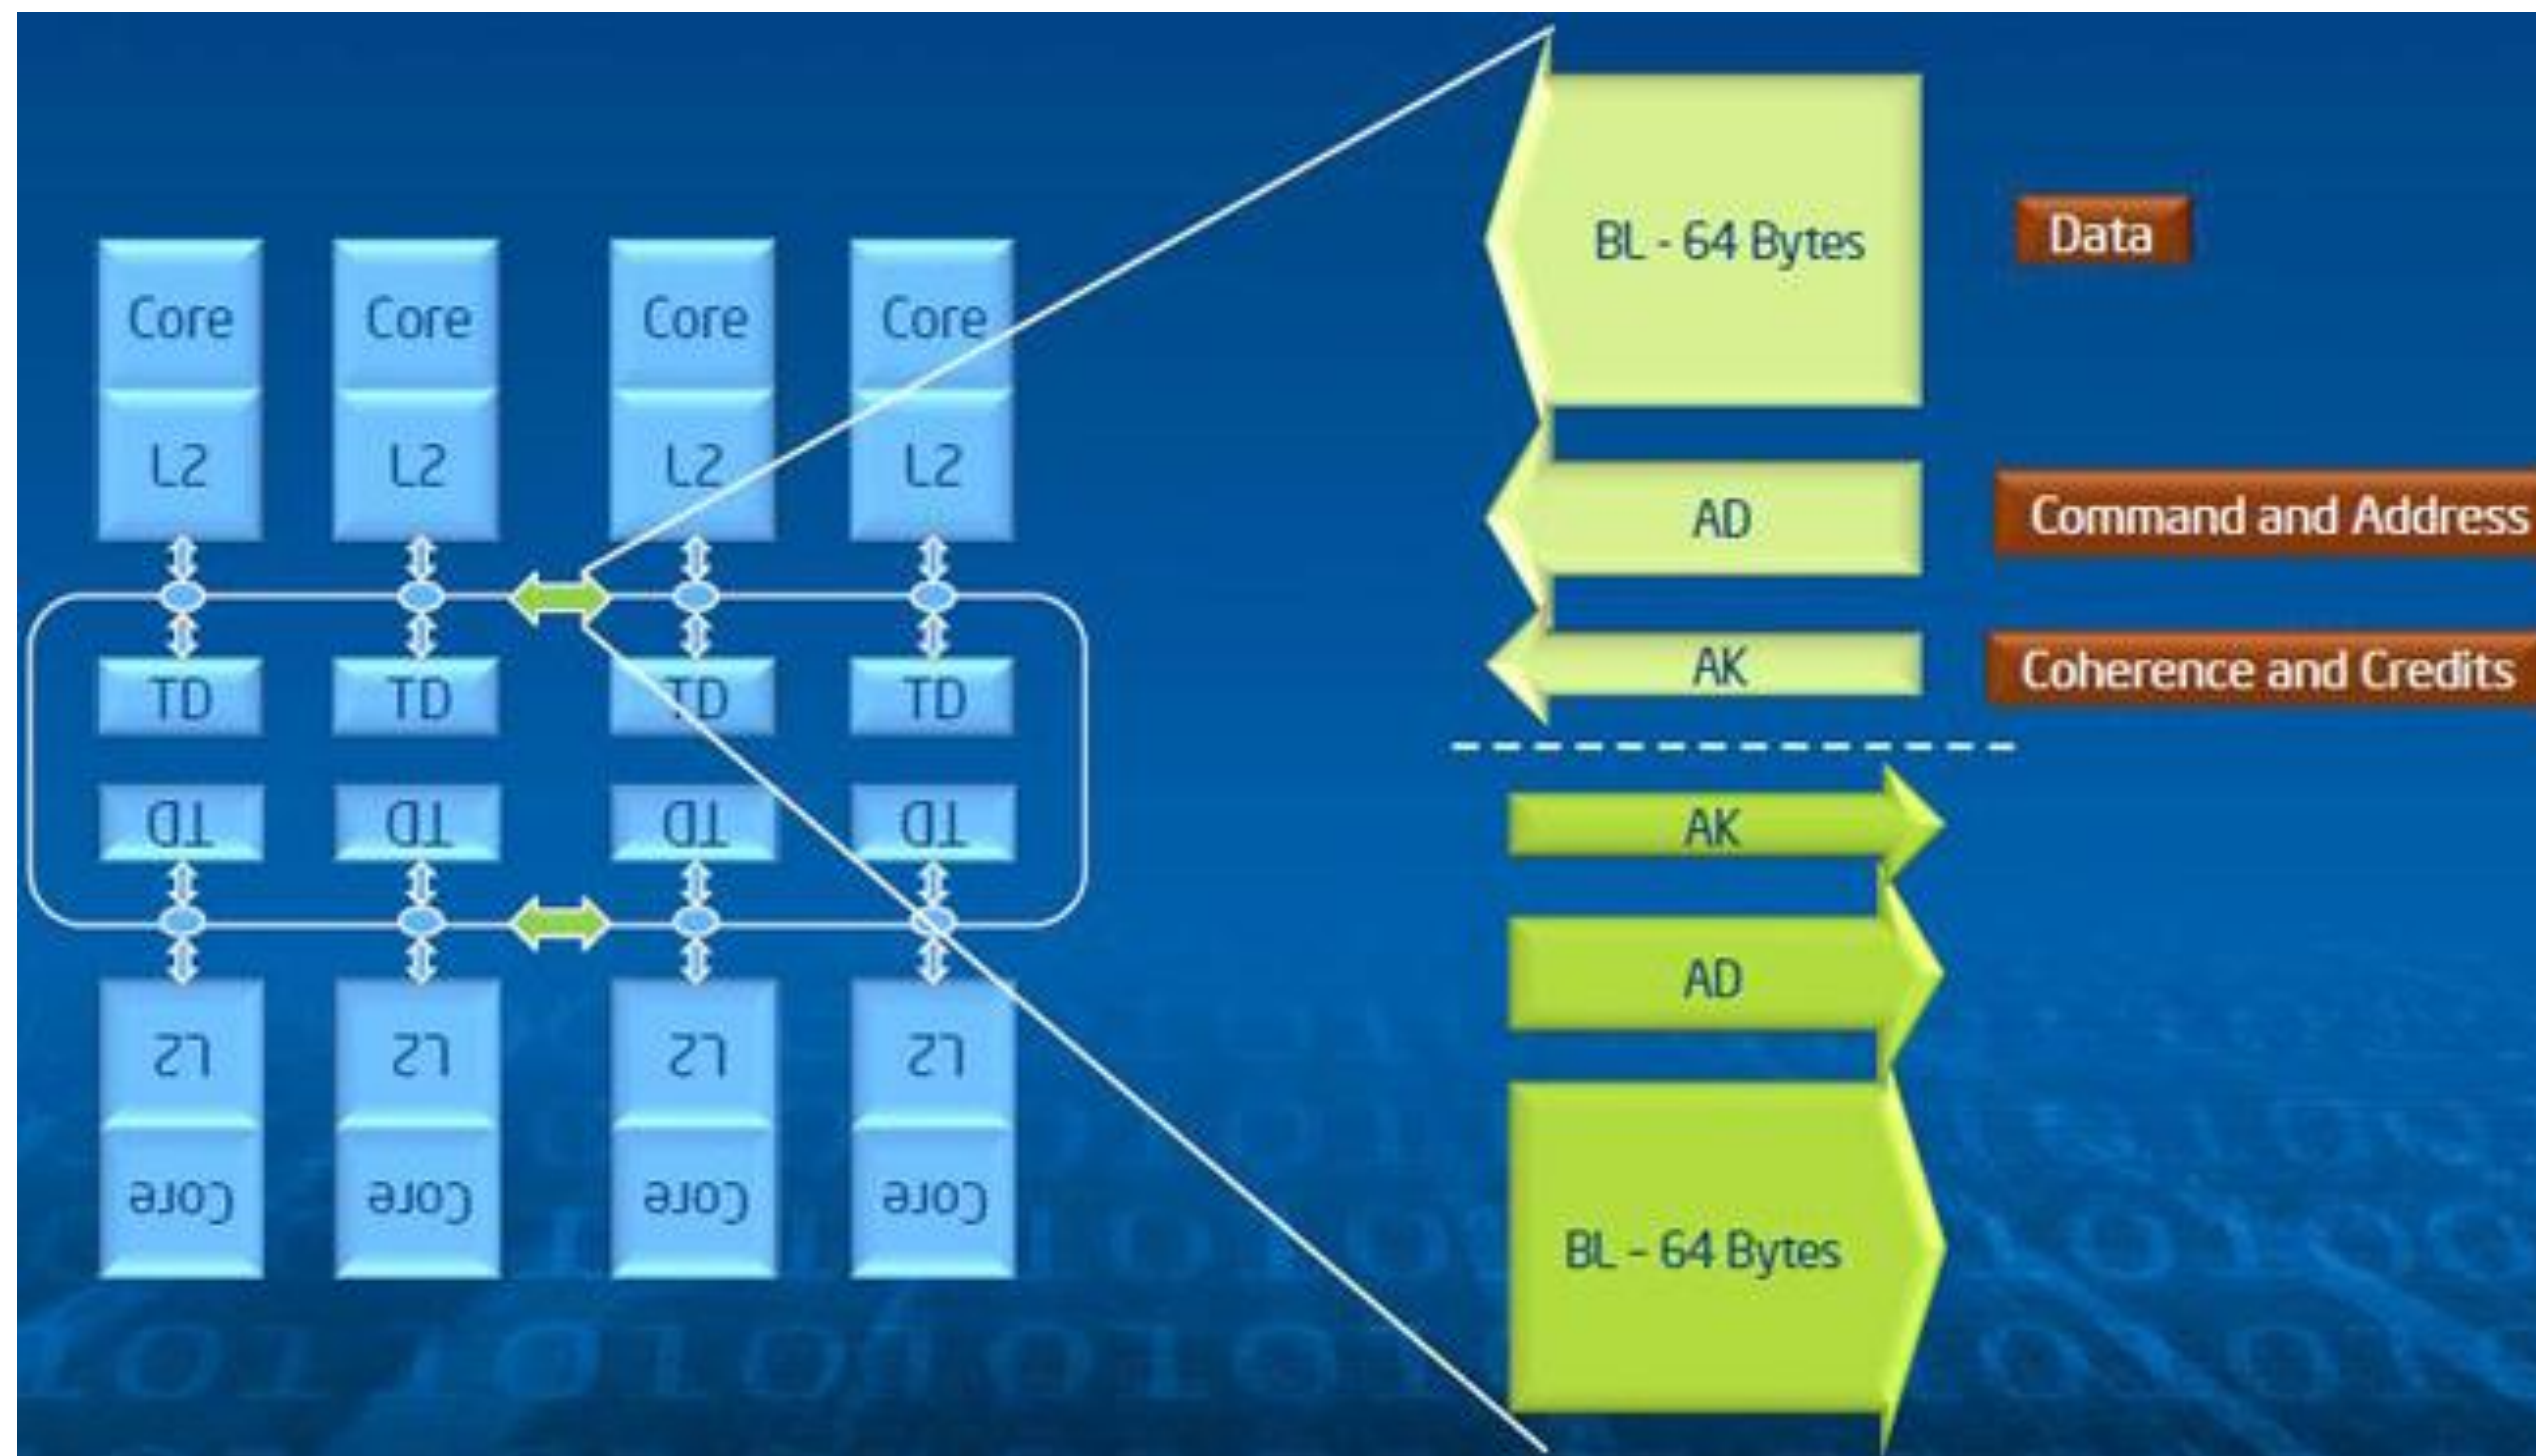 Core Core Core Core
L2 L2 L2 L2
TD TD TD TD
TD TD TD TD
L2 L2 L2 L2
Core Core Core Core
BL - 64 Bytes
Data
AD
Command and Address
AK
Coherence and Credits
AK
AD
BL - 64 Bytes